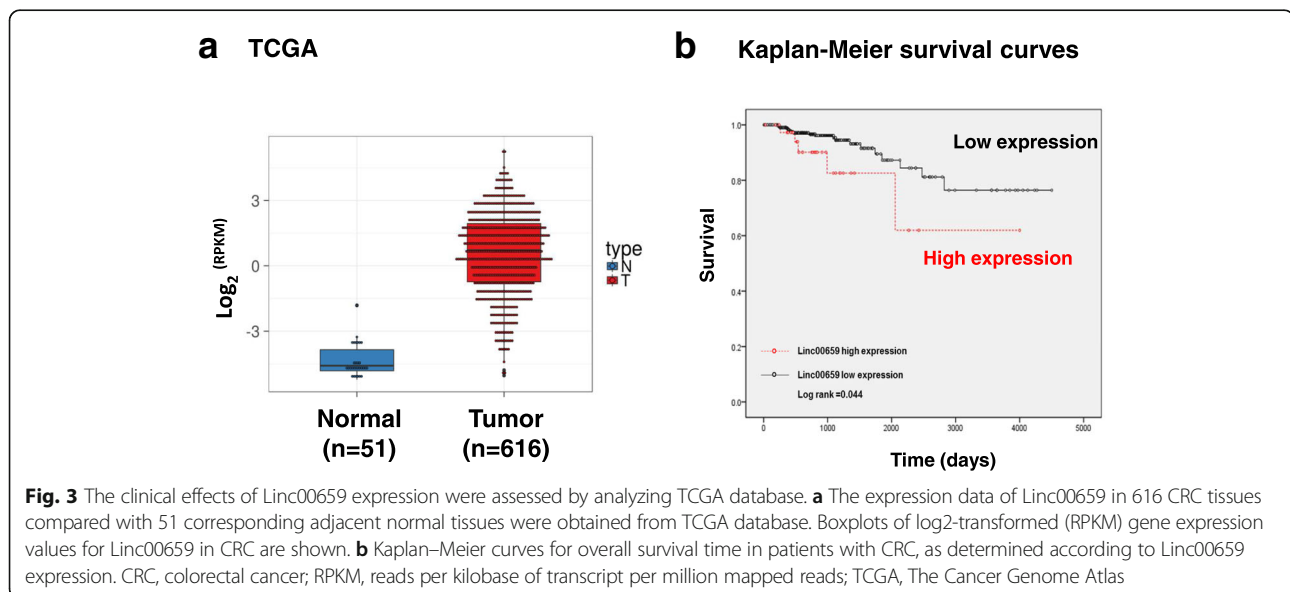 a TCGA
b Kaplan-Meier survival curves
Log2 (RPKM)
3
0
-3
type
N
T
Normal
(n=51)
Tumor
(n=616)
Survival
1.0
0.8
0.6
0.4
0.2
0.0
Low expression
High expression
Linc00659 high expression
Linc00659 low expression
Log rank =0.044
0 1000 2000 3000 4000 5000
Time (days)
Fig. 3 The clinical effects of Linc00659 expression were assessed by analyzing TCGA database. a The expression data of Linc00659 in 616 CRC tissues
compared with 51 corresponding adjacent normal tissues were obtained from TCGA database. Boxplots of log2-transformed (RPKM) gene expression
values for Linc00659 in CRC are shown. b Kaplan–Meier curves for overall survival time in patients with CRC, as determined according to Linc00659
expression. CRC, colorectal cancer; RPKM, reads per kilobase of transcript per million mapped reads; TCGA, The Cancer Genome Atlas